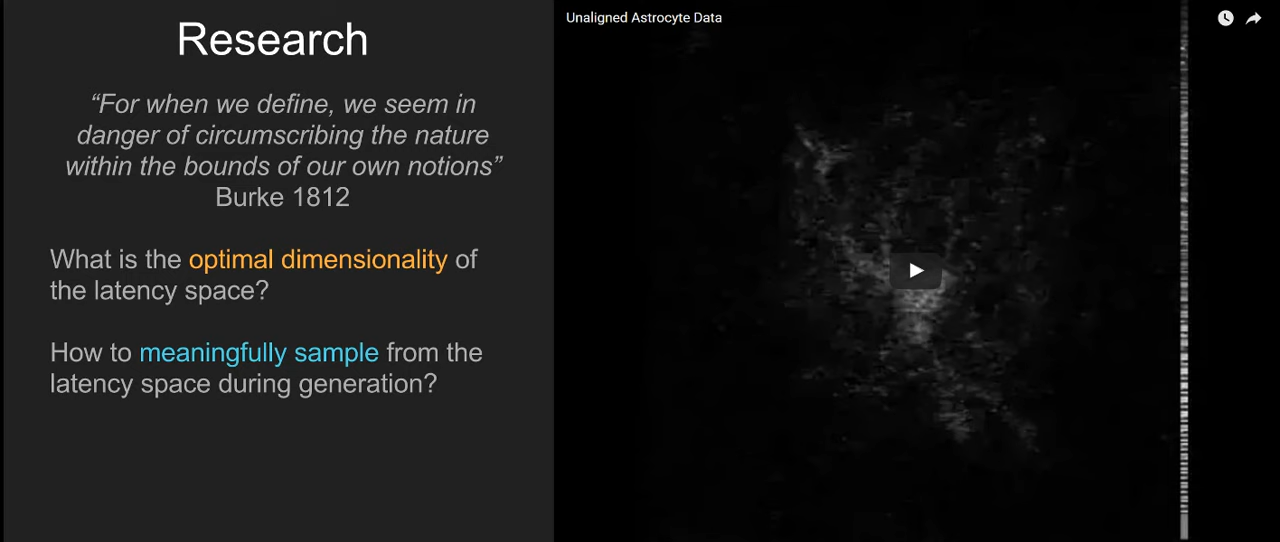 Research
“For when we define, we seem in
danger of circumscribing the nature
within the bounds of our own notions”
Burke 1812
What is the optimal dimensionality of
the latency space?
How to meaningfully sample from the
latency space during generation?
Unaligned Astrocyte Data